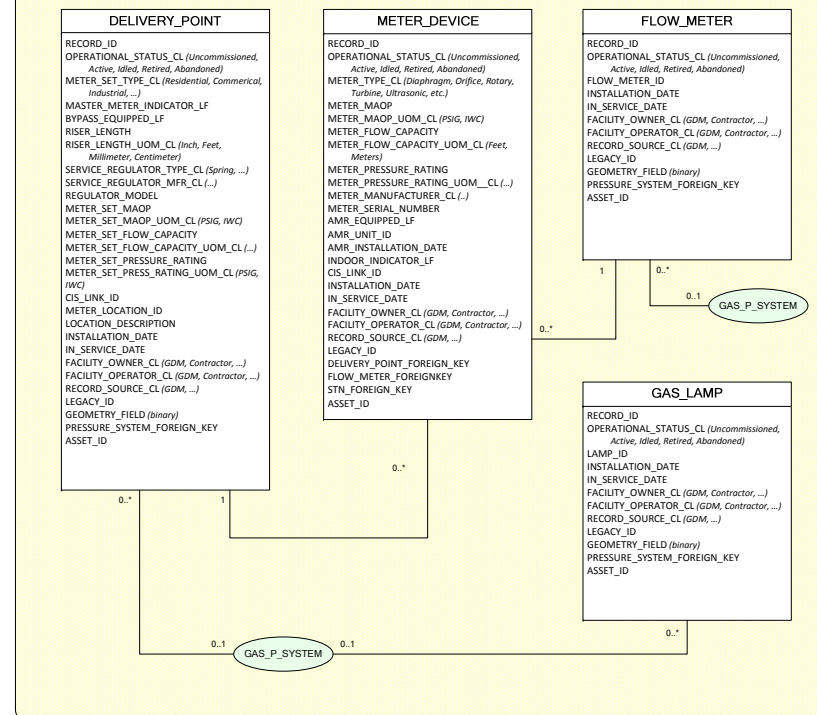 DELIVERY_POINT
RECORD_ID
OPERATIONAL_STATUS_CL (Uncommissioned,
Active, Idled, Retired, Abandoned)
METER_SET_TYPE_CL (Residential, Commerical,
Industrial, ...)
MASTER_METER_INDICATOR_LF
BYPASS_EQUIPPED_LF
RISER_LENGTH
RISER_LENGTH_UOM_CL (Inch, Feet,
Millimeter, Centimeter)
SERVICE_REGULATOR_TYPE_CL (Spring, ...)
SERVICE_REGULATOR_MFR_CL (...)
REGULATOR_MODEL
METER_SET_MAOP
METER_SET_MAOP_UOM_CL (PSIG, IWC)
METER_SET_FLOW_CAPACITY
METER_SET_FLOW_CAPACITY_UOM_CL (...)
METER_SET_PRESSURE_RATING
METER_SET_PRESS_RATING_UOM_CL (PSIG,
IWC)
CIS_LINK_ID
METER_LOCATION_ID
LOCATION_DESCRIPTION
INSTALLATION_DATE
IN_SERVICE_DATE
FACILITY_OWNER_CL (GDM, Contractor, ...)
FACILITY_OPERATOR_CL (GDM, Contractor, ...)
RECORD_SOURCE_CL (GDM, ...)
LEGACY_ID
GEOMETRY_FIELD (binary)
PRESSURE_SYSTEM_FOREIGN_KEY
ASSET_ID
0..*
1
METER_DEVICE
RECORD_ID
OPERATIONAL_STATUS_CL (Uncommissioned,
Active, Idled, Retired, Abandoned)
METER_TYPE_CL (Diaphragm, Orifice, Rotary,
Turbine, Ultrasonic, etc.)
METER_MAOP
METER_MAOP_UOM_CL (PSIG, IWC)
METER_FLOW_CAPACITY
METER_FLOW_CAPACITY_UOM_CL (Feet,
Meters)
METER_PRESSURE_RATING
METER_PRESSURE_RATING_UOM__CL (...)
METER_MANUFACTURER_CL (..)
METER_SERIAL_NUMBER
AMR_EQUIPPED_LF
AMR_UNIT_ID
AMR_INSTALLATION_DATE
INDOOR_INDICATOR_LF
CIS_LINK_ID
INSTALLATION_DATE
IN_SERVICE_DATE
FACILITY_OWNER_CL (GDM, Contractor, ...)
FACILITY_OPERATOR_CL (GDM, Contractor, ...)
RECORD_SOURCE_CL (GDM, ...)
LEGACY_ID
DELIVERY_POINT_FOREIGN_KEY
FLOW_METER_FOREIGNKEY
STN_FOREIGN_KEY
ASSET_ID
0..*
0..*
FLOW_METER
RECORD_ID
OPERATIONAL_STATUS_CL (Uncommissioned,
Active, Idled, Retired, Abandoned)
FLOW_METER_ID
INSTALLATION_DATE
IN_SERVICE_DATE
FACILITY_OWNER_CL (GDM, Contractor, ...)
FACILITY_OPERATOR_CL (GDM, Contractor, ...)
RECORD_SOURCE_CL (GDM, ...)
LEGACY_ID
GEOMETRY_FIELD (binary)
PRESSURE_SYSTEM_FOREIGN_KEY
ASSET_ID
1
0..*
0..1
GAS_P_SYSTEM
GAS_LAMP
RECORD_ID
OPERATIONAL_STATUS_CL (Uncommissioned,
Active, Idled, Retired, Abandoned)
LAMP_ID
INSTALLATION_DATE
IN_SERVICE_DATE
FACILITY_OWNER_CL (GDM, Contractor, ...)
FACILITY_OPERATOR_CL (GDM, Contractor, ...)
RECORD_SOURCE_CL (GDM, ...)
LEGACY_ID
GEOMETRY_FIELD (binary)
PRESSURE_SYSTEM_FOREIGN_KEY
ASSET_ID
0..*
0..1
GAS_P_SYSTEM
0..1